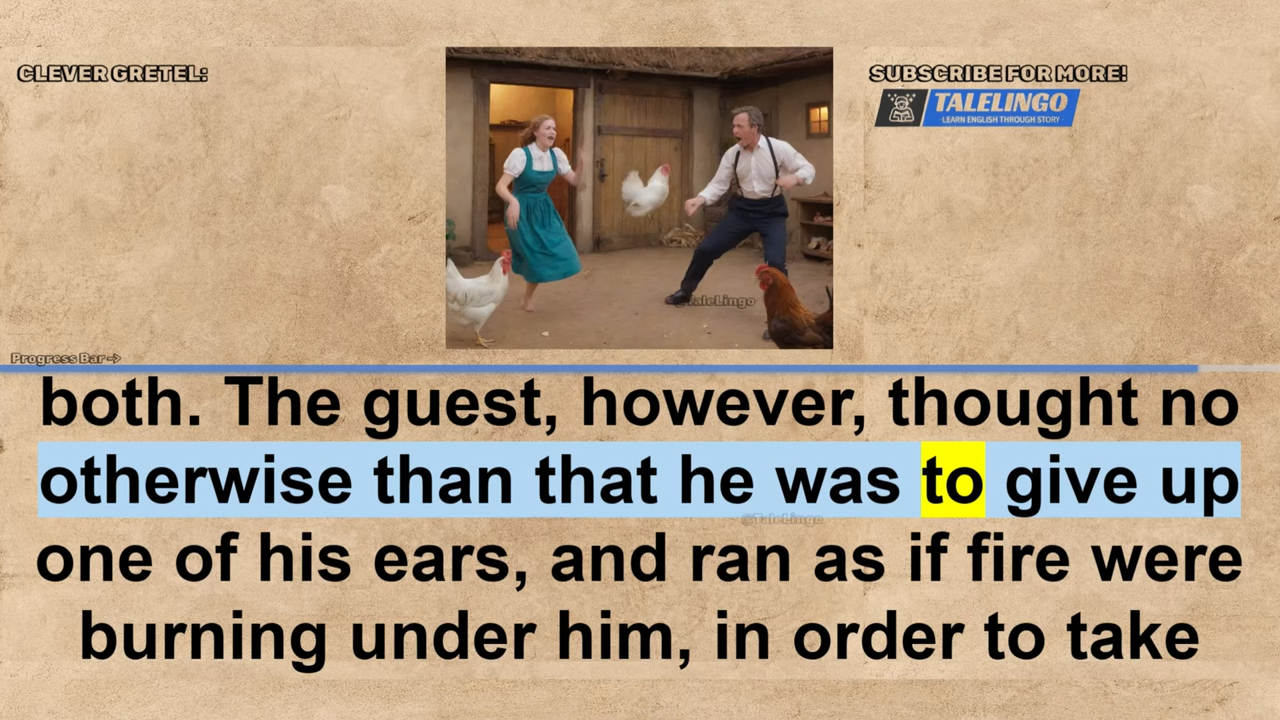 CLEVER GRETEL:
SUBSCRIBE FOR MORE!
TALELINGO
·LEARN ENGLISH THROUGH STORY·
@TaleLingo
Progress Bar->
both. The guest, however, thought no
otherwise than that he was to give up
@TaleLingo
one of his ears, and ran as if fire were
burning under him, in order to take